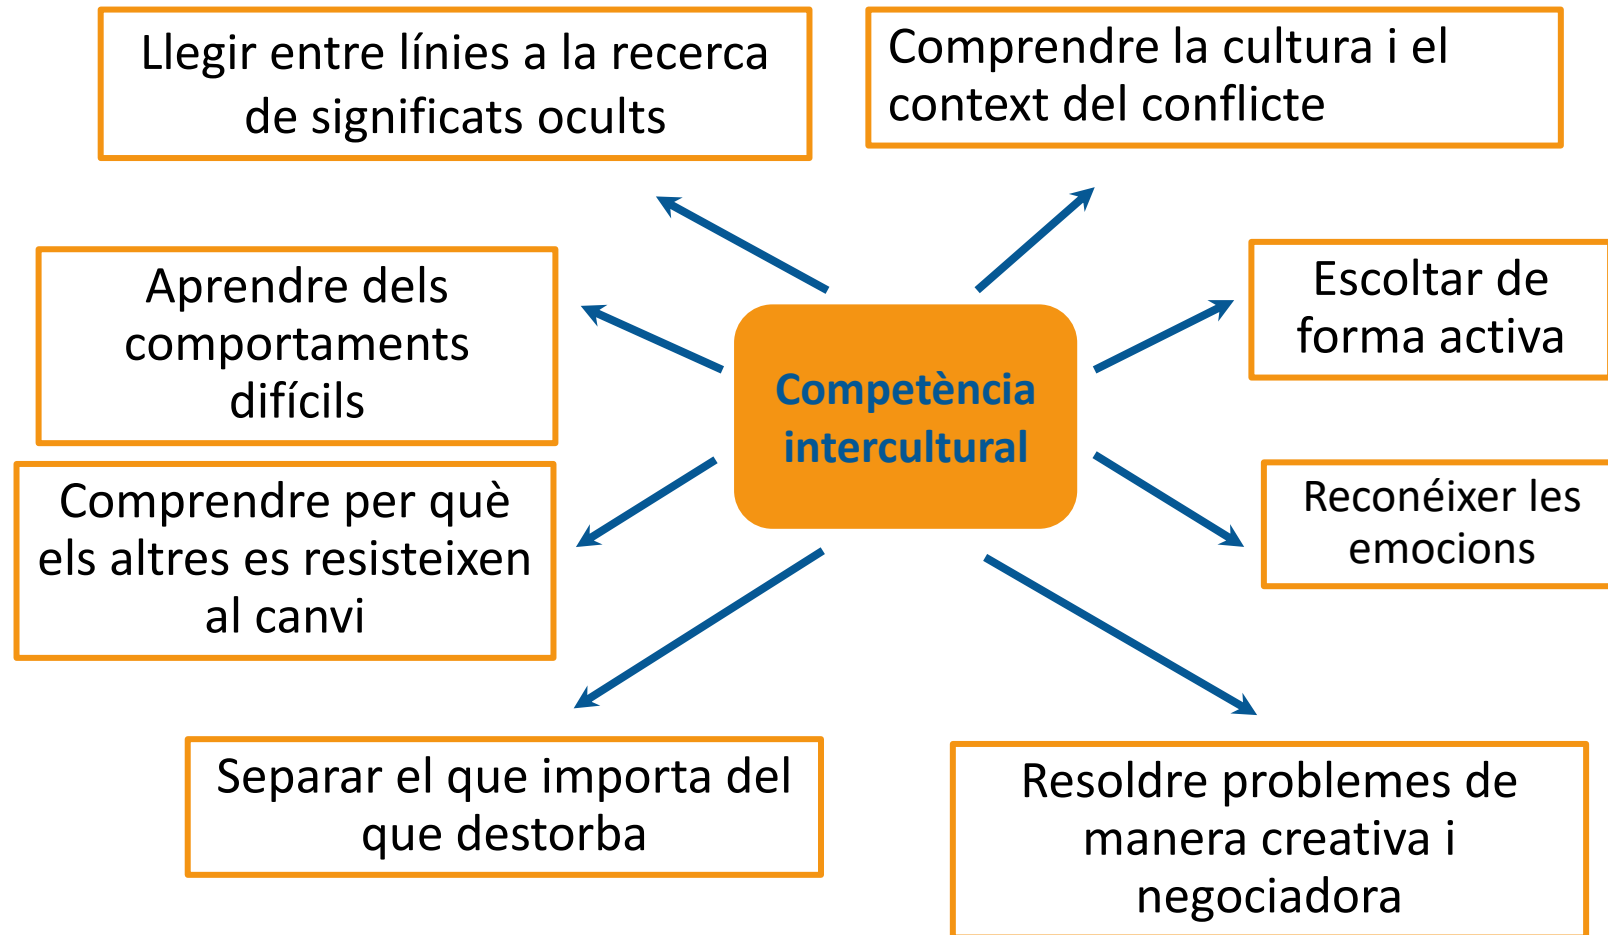 Llegir entre línies a la recerca
de significats ocults
Comprendre la cultura i el
context del conflicte
Aprendre dels
comportaments
difícils
Escoltar de
forma activa
Competència
intercultural
Comprendre per què
els altres es resisteixen
al canvi
Reconéixer les
emocions
Separar el que importa del
que destorba
Resoldre problemes de
manera creativa i
negociadora